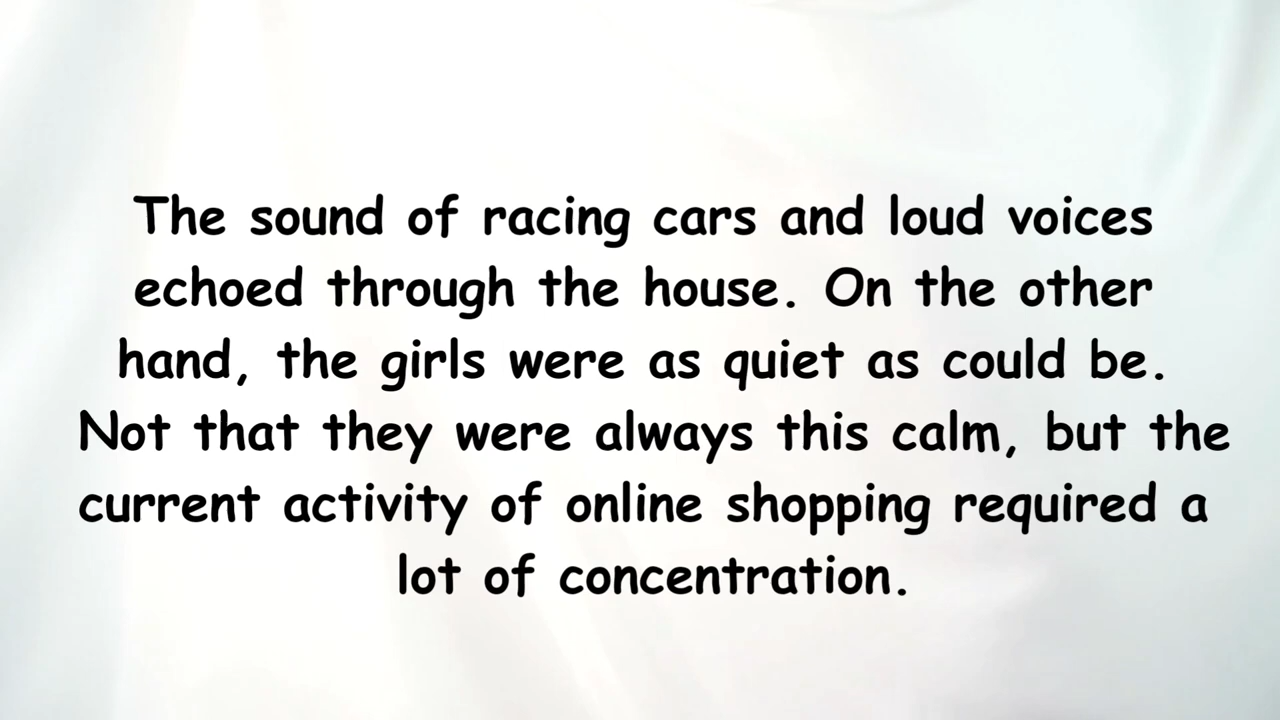 The sound of racing cars and loud voices
echoed through the house. On the other
hand, the girls were as quiet as could be.
Not that they were always this calm, but the
current activity of online shopping required a
lot of concentration.